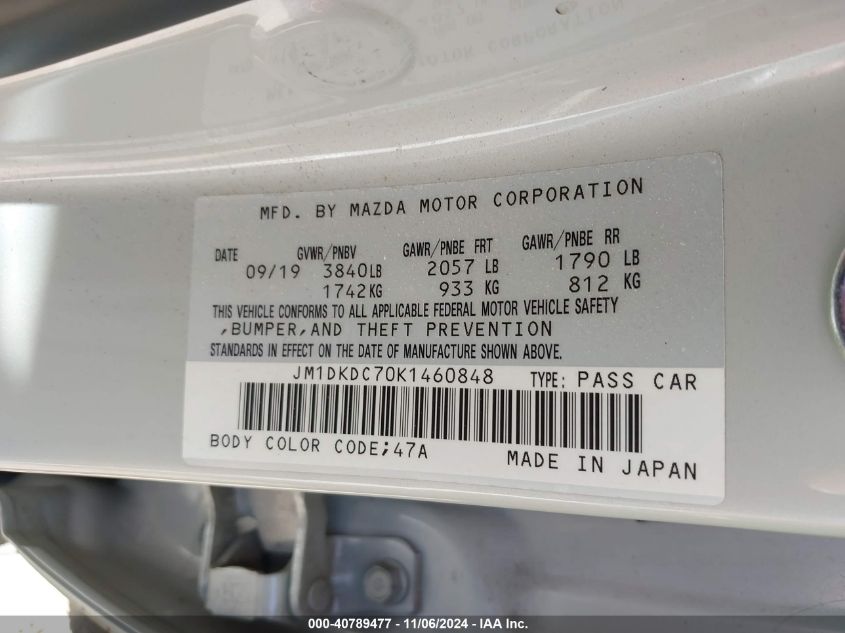 MFD. BY MAZDA MOTOR CORPORATION
DATE GVWR/PNBV GAWR/PNBE FRT GAWR/PNBE RR
09/19 3840LB 2057 LB 1790 LB
1742KG 933 KG 812 KG
THIS VEHICLE CONFORMS TO ALL APPLICABLE FEDERAL MOTOR VEHICLE SAFETY
,BUMPER,AND THEFT PREVENTION
STANDARDS IN EFFECT ON THE DATE OF MANUFACTURE SHOWN ABOVE.
JM1DKDC70K1460848 TYPE: PASS CAR
BODY COLOR CODE;47A MADE IN JAPAN
000-40789477 - 11/06/2024 - IAA Inc.